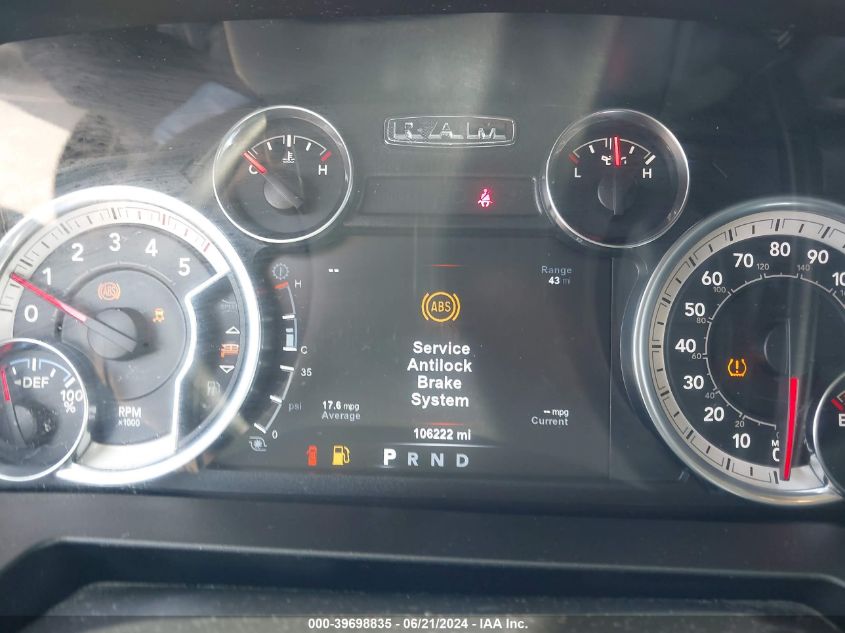 RAM
C H
L H
1 2 3 4 5
0
ABS
RPM
x1000
DEF
100
%
H
C
35
psi
0
--
Range
43 mi
ABS
Service
Antilock
Brake
System
17.6 mpg
Average
-- mpg
Current
106222 mi
P R N D
0 10 20 30 40 50 60 70 80 90
20 40 80 100 120 140
E
000-39698835 / 06/21/2024 / IAA Inc.